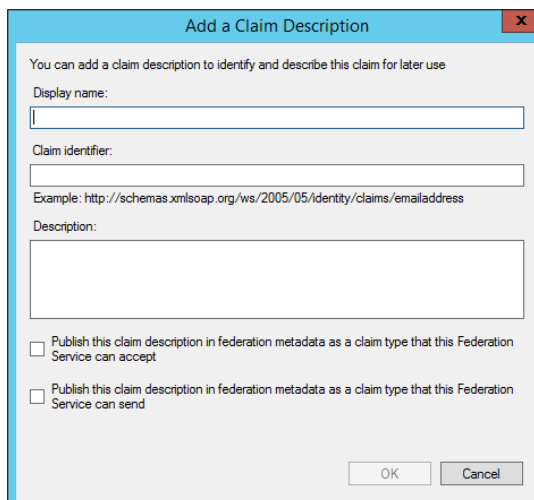 Add a Claim Description
x
You can add a claim description to identify and describe this claim for later use
Display name:
Claim identifier:
Example: http://schemas.xmlsoap.org/ws/2005/05/identity/claims/emailaddress
Description:
Publish this claim description in federation metadata as a claim type that this Federation
Service can accept
Publish this claim description in federation metadata as a claim type that this Federation
Service can send
OK
Cancel